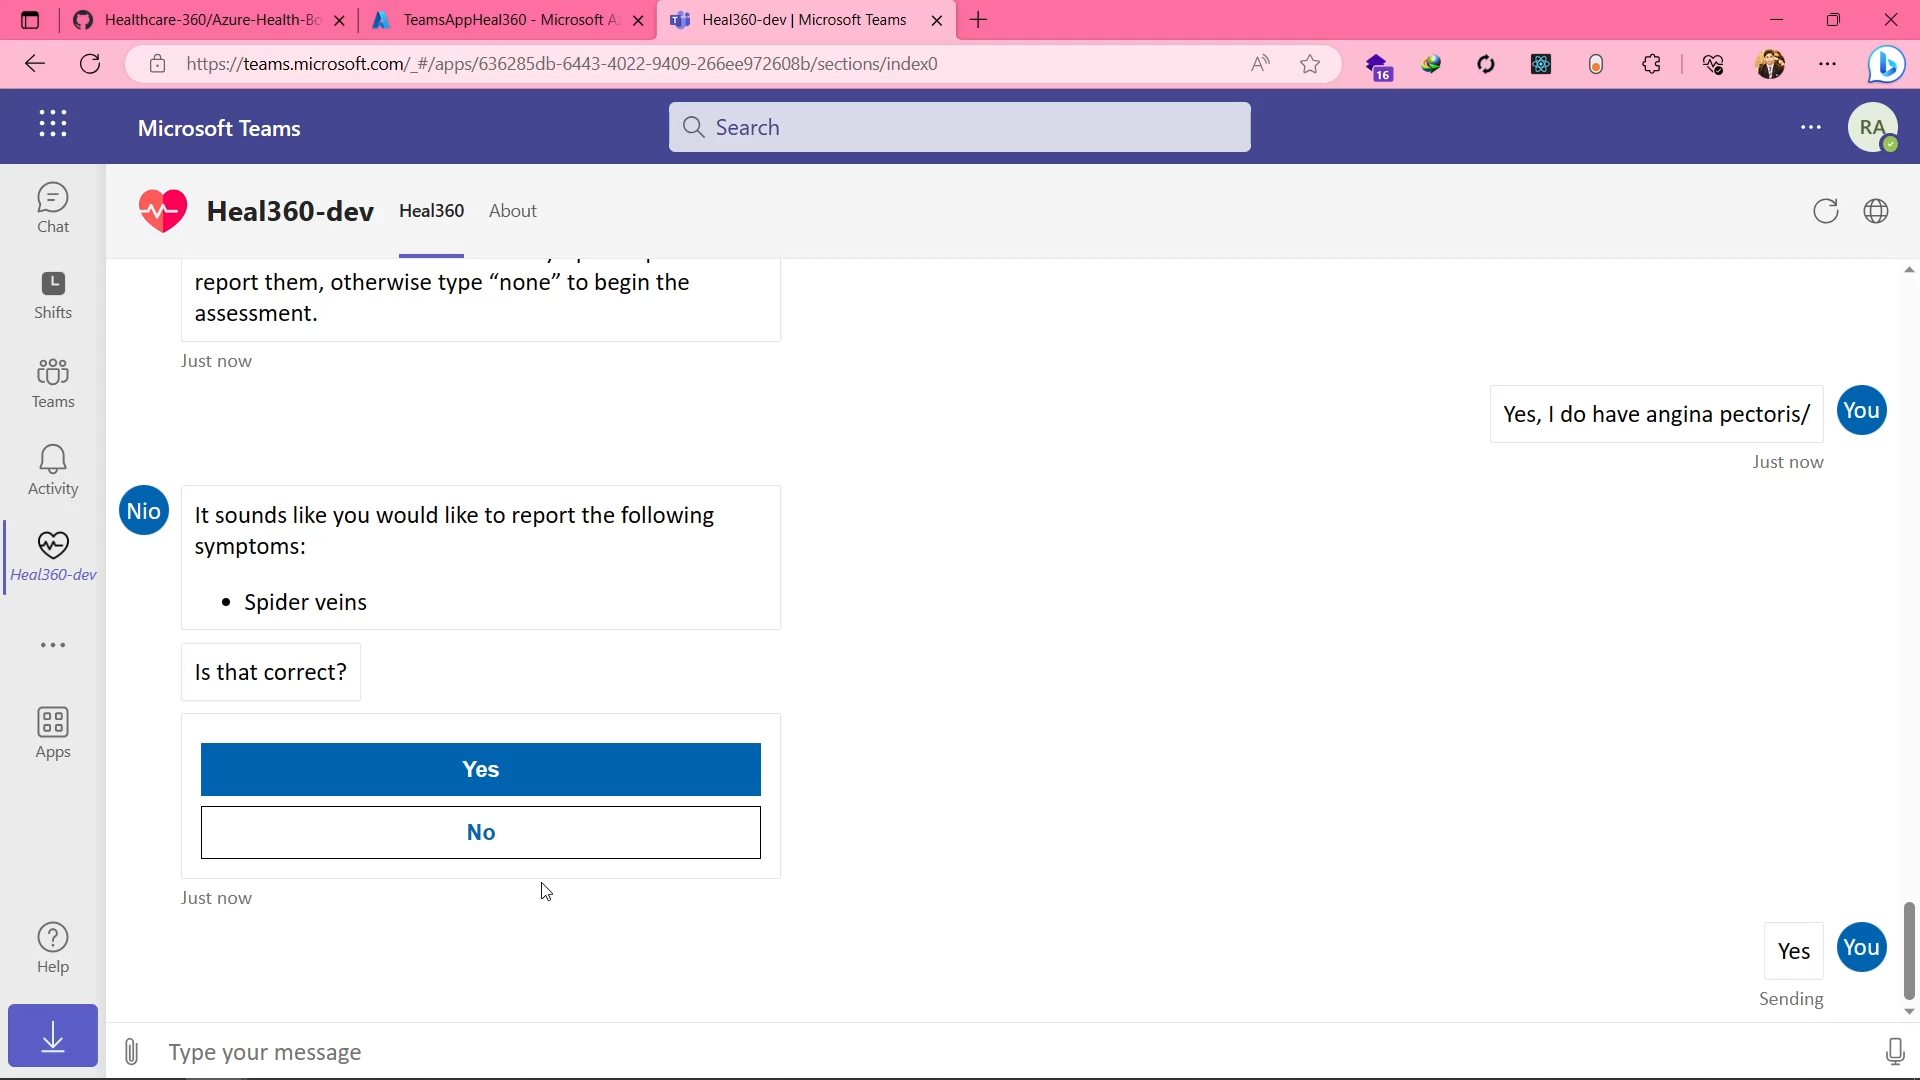 Healthcare-360/Azure-Health-Bo
TeamsAppHeal360 - Microsoft A
Heal360-dev | Microsoft Teams
https://teams.microsoft.com/_#/apps/636285db-6443-4022-9409-266ee972608b/sections/index0
16
Microsoft Teams
Search
RA
Chat
Shifts
Teams
Activity
Heal360-dev
Apps
Help
Heal360-dev
Heal360
About
report them, otherwise type “none” to begin the
assessment.
Just now
Yes, I do have angina pectoris/
You
Just now
Nio
It sounds like you would like to report the following
symptoms:
• Spider veins
Is that correct?
Yes
No
Just now
Yes
You
Sending
Type your message